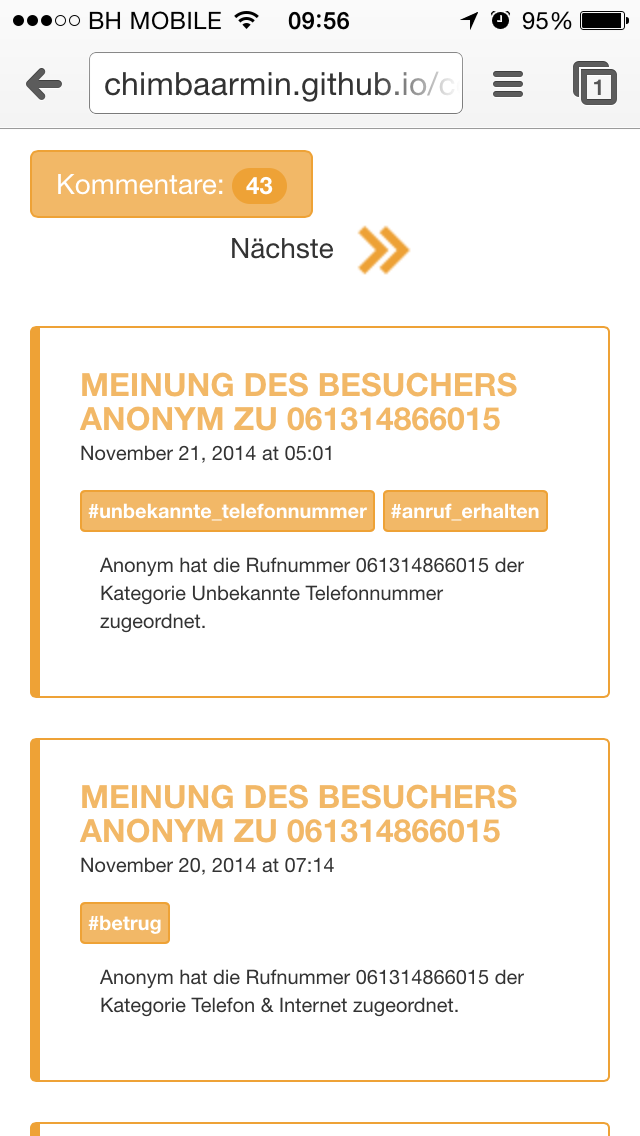 BH MOBILE 09:56 95%
chimbaarmin.github.io/c
1
Kommentare: 43
Nächste
MEINUNG DES BESUCHERS
ANONYM ZU 061314866015
November 21, 2014 at 05:01
#unbekannte_telefonnummer #anruf_erhalten
Anonym hat die Rufnummer 061314866015 der
Kategorie Unbekannte Telefonnummer
zugeordnet.
MEINUNG DES BESUCHERS
ANONYM ZU 061314866015
November 20, 2014 at 07:14
#betrug
Anonym hat die Rufnummer 061314866015 der
Kategorie Telefon & Internet zugeordnet.